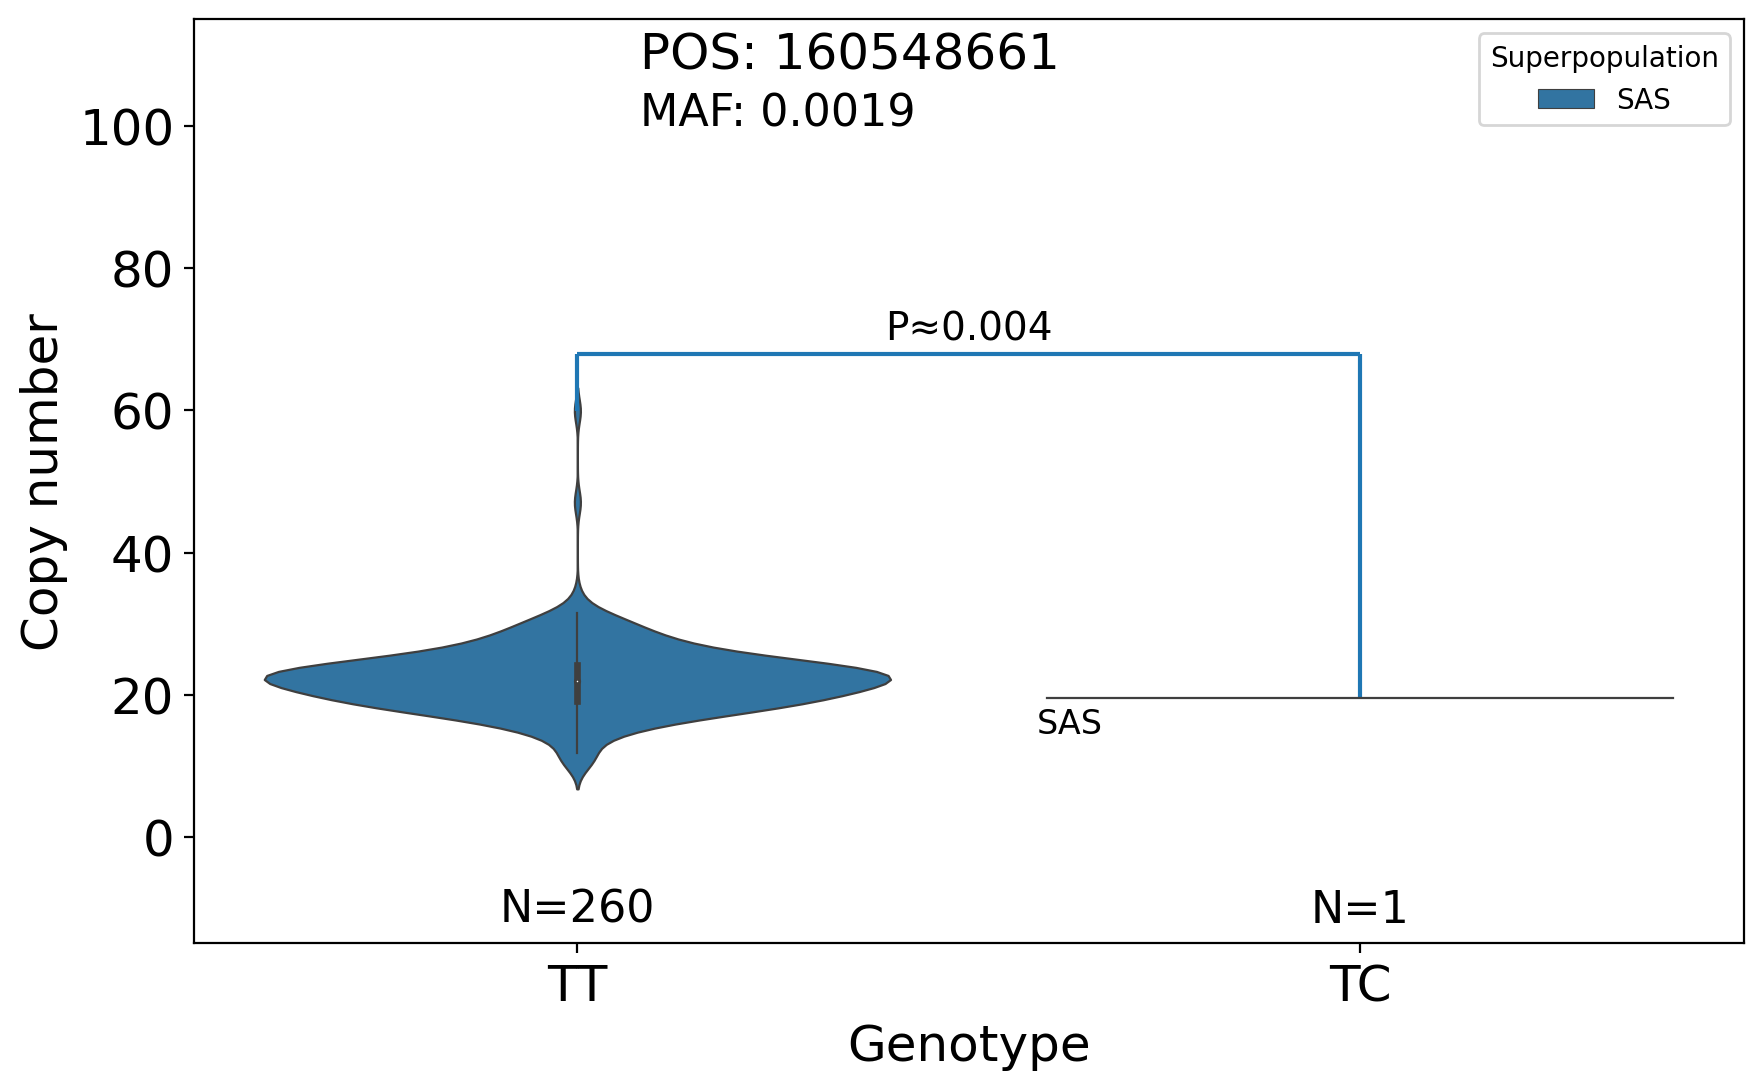 POS: 160548661
MAF: 0.0019
Superpopulation
SAS
100
80
60
40
20
0
Copy number
P≈0.004
SAS
N=260
N=1
TT
TC
Genotype